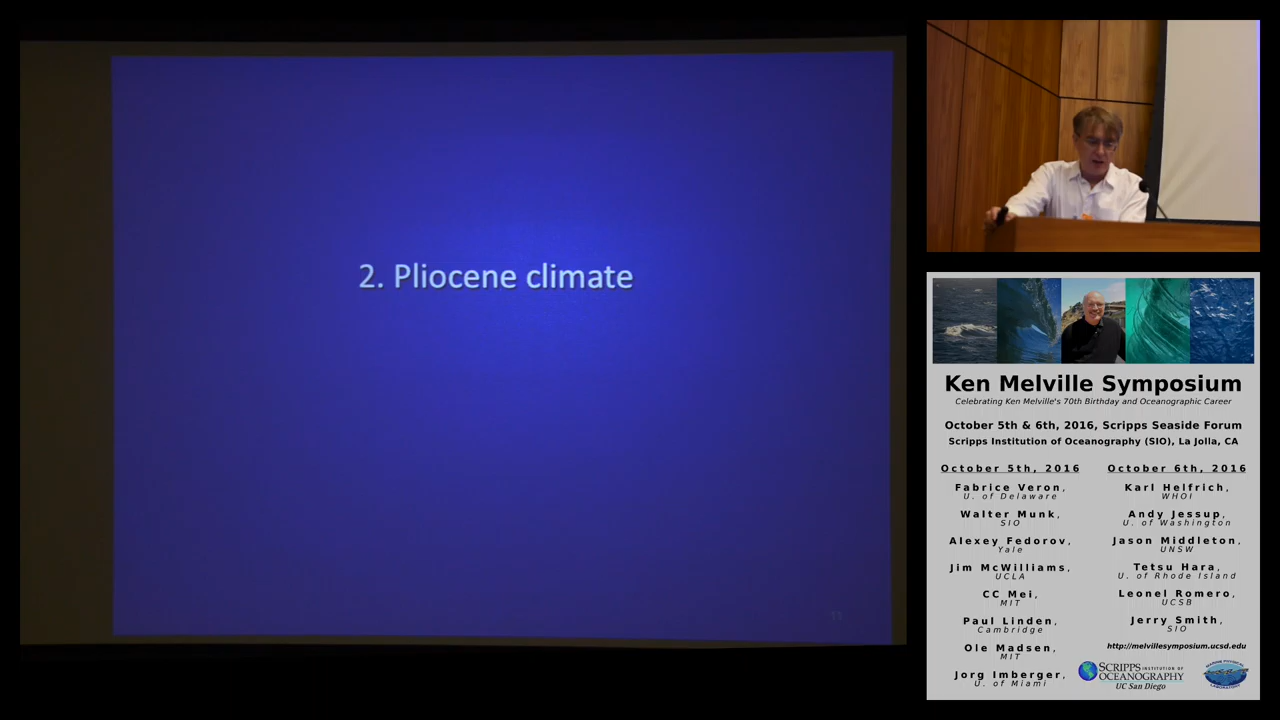 2. Pliocene climate
Ken Melville Symposium
Celebrating Ken Melville's 70th Birthday and Oceanographic Career
October 5th & 6th, 2016, Scripps Seaside Forum
Scripps Institution of Oceanography (SIO), La Jolla, CA
October 5th, 2016
Fabrice Veron,
U. of Delaware
Walter Munk,
SIO
Alexey Fedorov,
Yale
Jim McWilliams,
UCLA
CC Mei,
MIT
Paul Linden,
Cambridge
Ole Madsen,
MIT
Jorg Imberger,
U. of Miami
October 6th, 2016
Karl Helfrich,
WHOI
Andy Jessup,
U. of Washington
Jason Middleton,
UNSW
Tetsu Hara,
U. of Rhode Island
Leonel Romero,
UCSB
Jerry Smith,
SIO
http://melvillesymposium.ucsd.edu
SCRIPPS INSTITUTION OF
OCEANOGRAPHY
UC San Diego